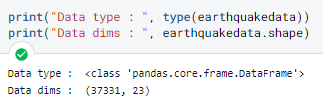 print("Data type : ", type(earthquakedata))
print("Data dims : ", earthquakedata.shape)
Data type :  <class 'pandas.core.frame.DataFrame'>
Data dims :  (37331, 23)